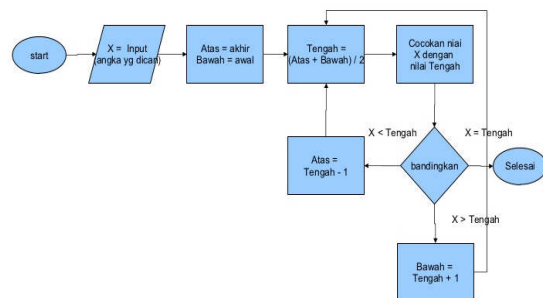 start
X = Input
(angka yg dicari)
Atas = akhir
Bawah = awal
Tengah =
(Atas + Bawah) / 2
Cocokan niai
X dengan
nilai Tengah
X < Tengah
X = Tengah
Atas =
Tengah - 1
bandingkan
Selesai
X > Tengah
Bawah =
Tengah + 1